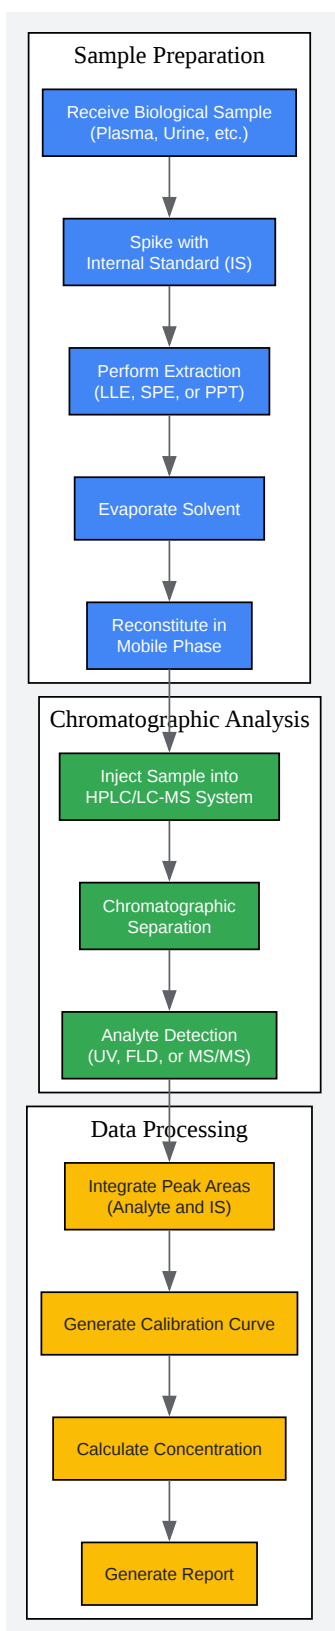 Sample Preparation
Receive Biological Sample
(Plasma, Urine, etc.)
Spike with
Internal Standard (IS)
Perform Extraction
(LLE, SPE, or PPT)
Evaporate Solvent
Reconstitute in
Mobile Phase
Chromatographic Analysis
Inject Sample into
HPLC/LC-MS System
Chromatographic
Separation
Analyte Detection
(UV, FLD, or MS/MS)
Data Processing
Integrate Peak Areas
(Analyte and IS)
Generate Calibration Curve
Calculate Concentration
Generate Report